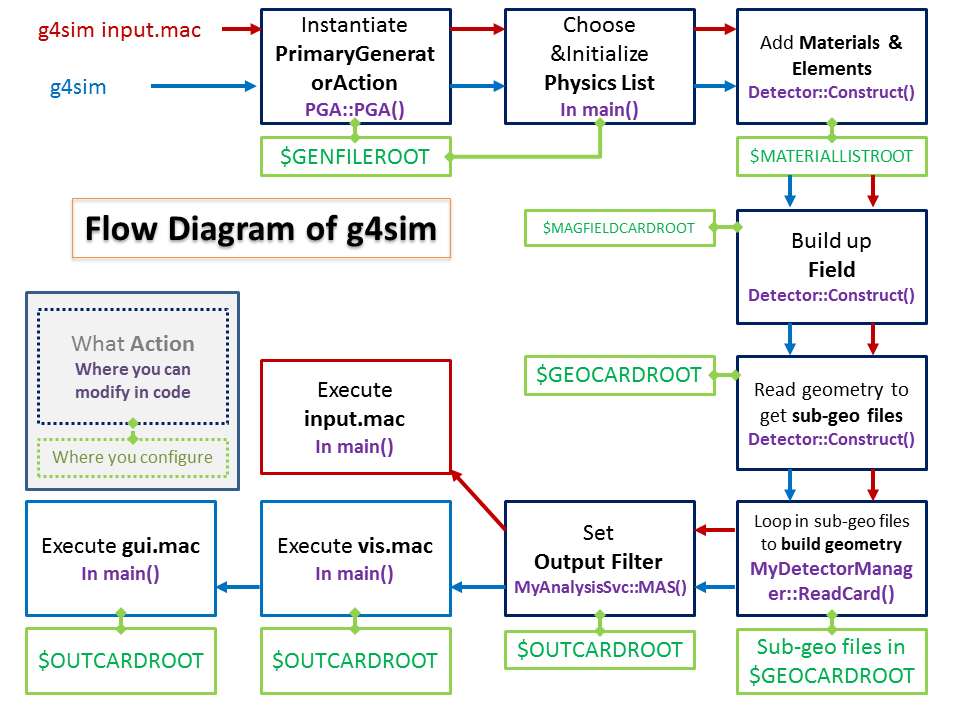 g4sim input.mac
g4sim
Instantiate
PrimaryGenerat
orAction
PGA::PGA()
$GENFILEROOT
Choose
&Initialize
Physics List
In main()
Add Materials &
Elements
Detector::Construct()
$MATERIALLISTROOT
Flow Diagram of g4sim
$MAGFIELDCARDROOT
Build up
Field
Detector::Construct()
What Action
Where you can
modify in code
Where you configure
Execute
input.mac
In main()
$GEOCARDROOT
Read geometry to
get sub-geo files
Detector::Construct()
Execute gui.mac
In main()
$OUTCARDROOT
Execute vis.mac
In main()
$OUTCARDROOT
Set
Output Filter
MyAnalysisSvc::MAS()
$OUTCARDROOT
Loop in sub-geo files
to build geometry
MyDetectorManag
er::ReadCard()
Sub-geo files in
$GEOCARDROOT